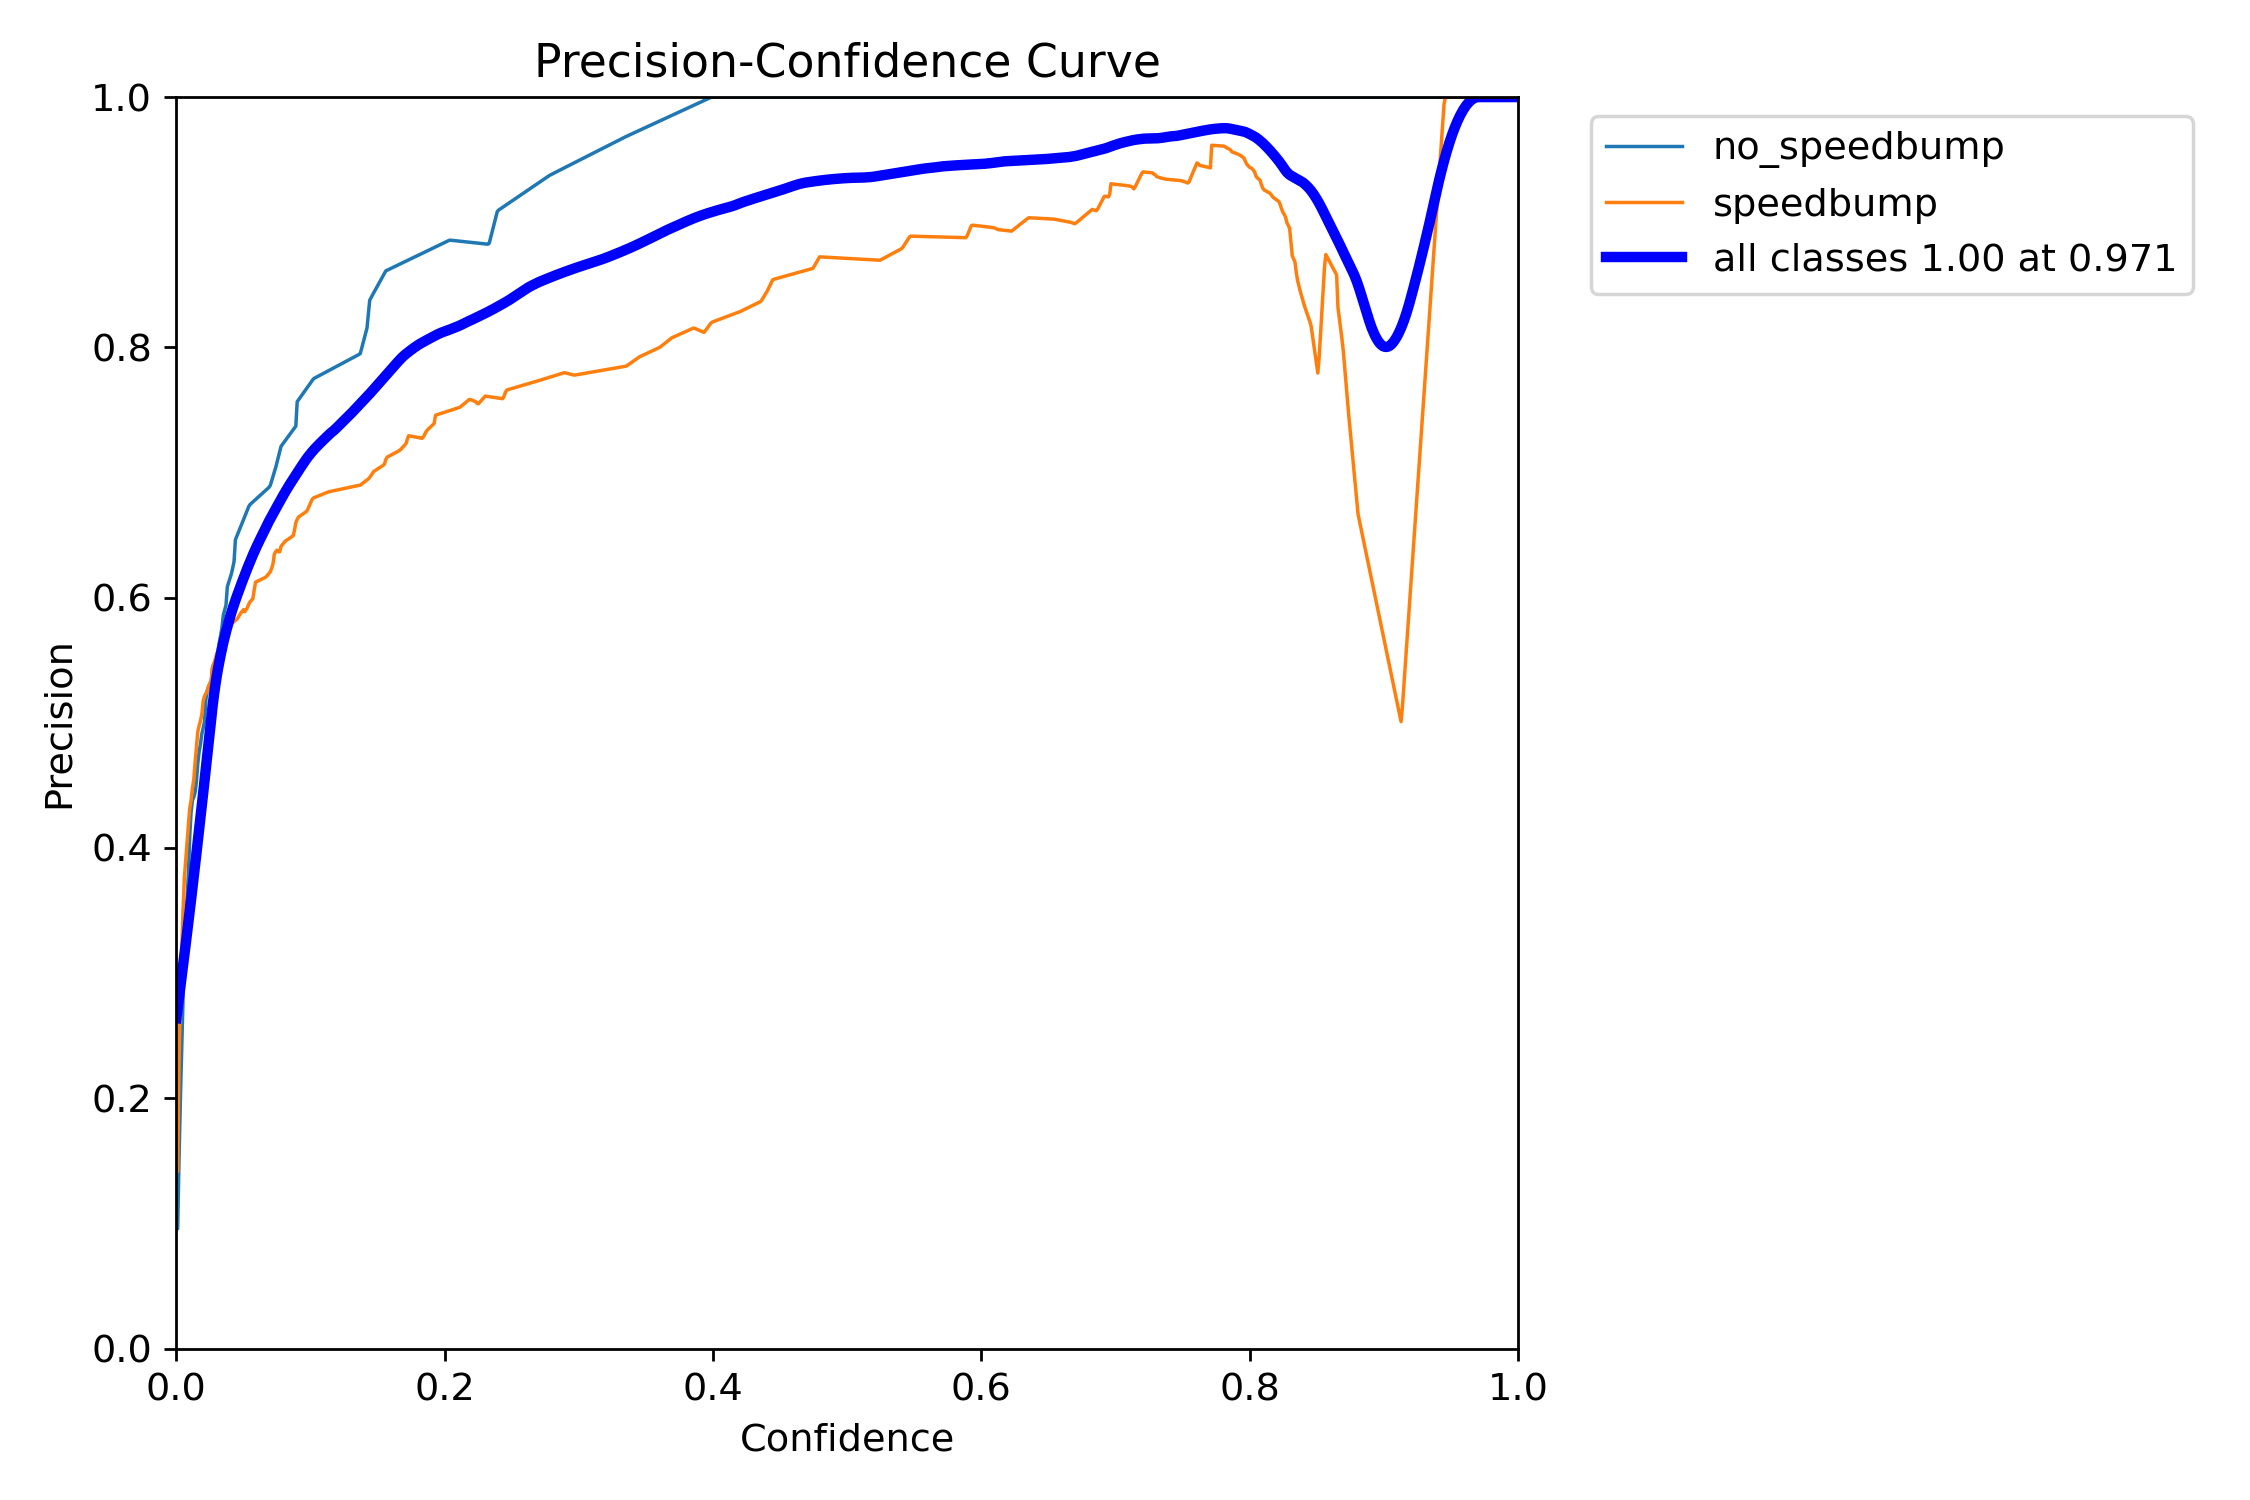 Precision-Confidence Curve
1.0
0.8
0.6
0.4
0.2
0.0
Precision
0.0 0.2 0.4 0.6 0.8 1.0
Confidence
no_speedbump
speedbump
all classes 1.00 at 0.971